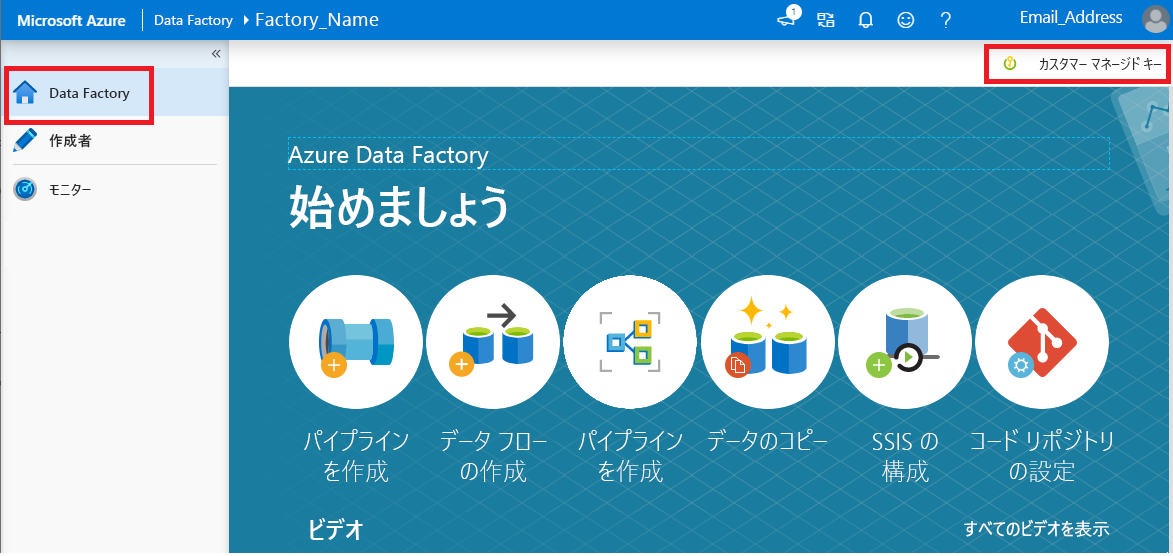 Microsoft Azure Data Factory Factory_Name 1 ? Email_Address
« カスタマー マネージド キー
Data Factory
作成者
モニター
Azure Data Factory
始めましょう
パイプライン
を作成
データ フロー
の作成
パイプライン
を作成
データのコピー
SSIS の
構成
コード リポジトリ
の設定
ビデオ すべてのビデオを表示